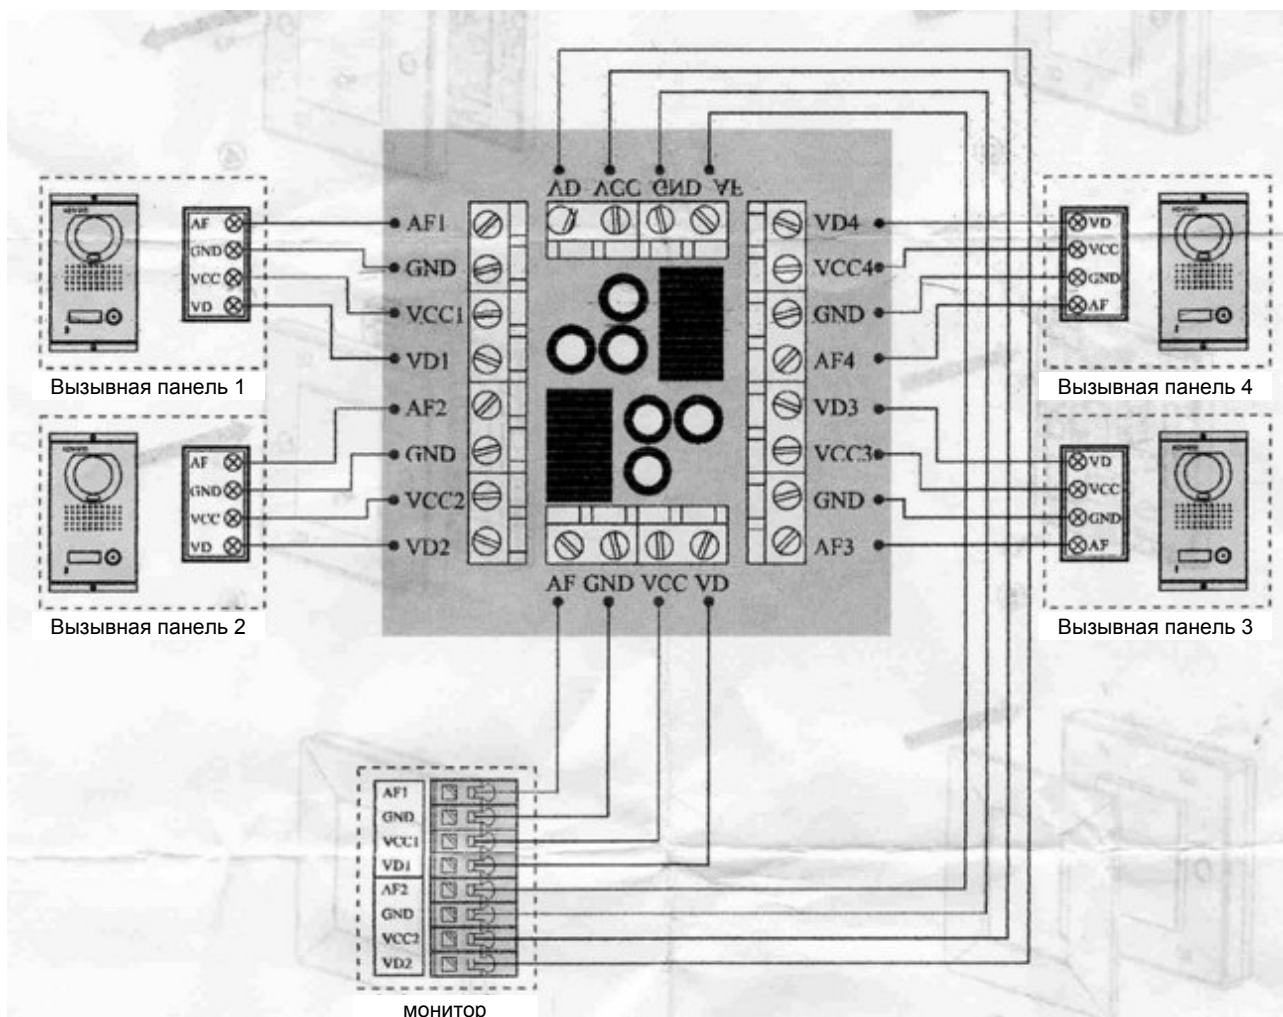 VD VCC GND AF
AF
GND
VCC
VD
Вызывная панель 1
AF
GND
VCC
VD
Вызывная панель 2
AF1
GND
VCC1
VD1
AF2
GND
VCC2
VD2
VD4
VCC4
GND
AF4
VD3
VCC3
GND
AF3
AF GND VCC VD
VD
VCC
GND
AF
Вызывная панель 4
VD
VCC
GND
AF
Вызывная панель 3
AF1
GND
VCC1
VD1
AF2
GND
VCC2
VD2
монитор